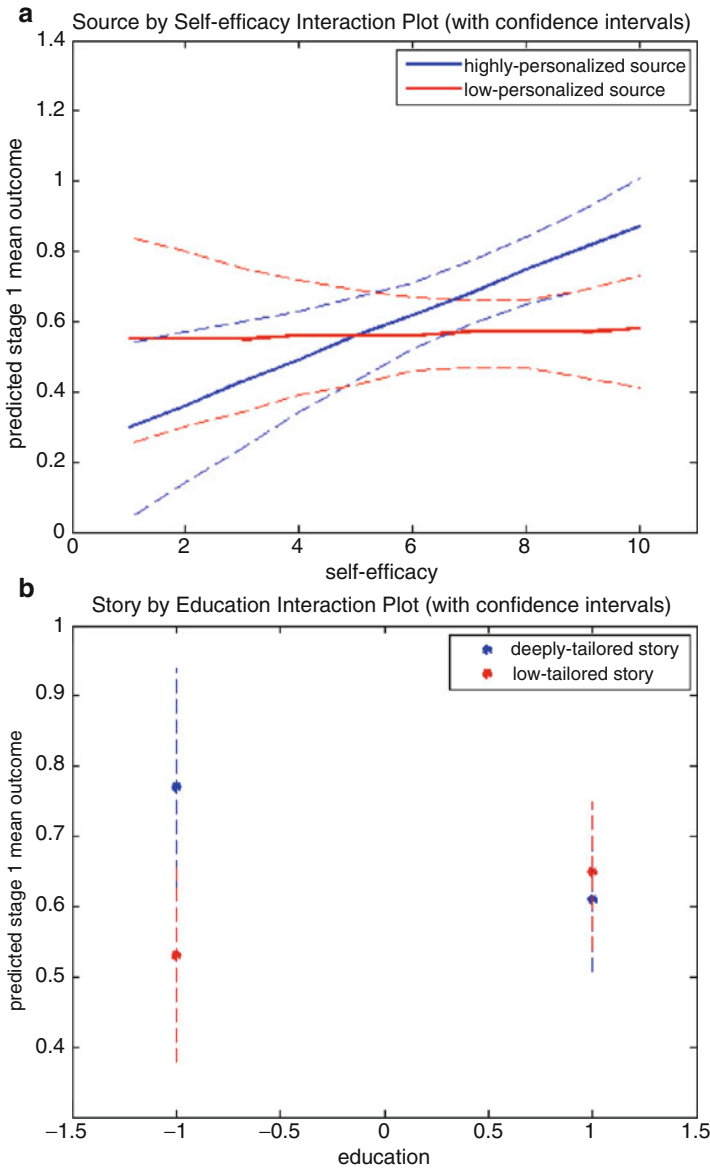 a
Source by Self-efficacy Interaction Plot (with confidence intervals)
1.4
1.2
1
0.8
0.6
0.4
0.2
0
highly-personalized source
low-personalized source
predicted stage 1 mean outcome
0 2 4 6 8 10
self-efficacy
b
Story by Education Interaction Plot (with confidence intervals)
1
0.9
0.8
0.7
0.6
0.5
0.4
deeply-tailored story
low-tailored story
predicted stage 1 mean outcome
−1.5 −1 −0.5 0 0.5 1 1.5
education